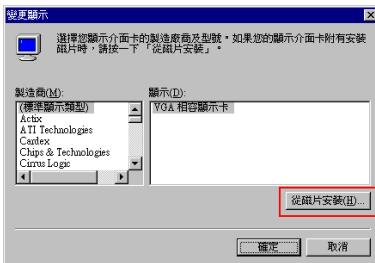 變更顯示
選擇您顯示介面卡的製造廠商及型號。如果您的顯示介面卡附有安裝
磁片時，請按一下「從磁片安裝」。
製造商(M):
(標準顯示類型)
Actix
ATI Technologies
Cardex
Chips & Technologies
Cirrus Logic
顯示(D):
VGA 相容顯示卡
從磁片安裝(H)...
確定
取消